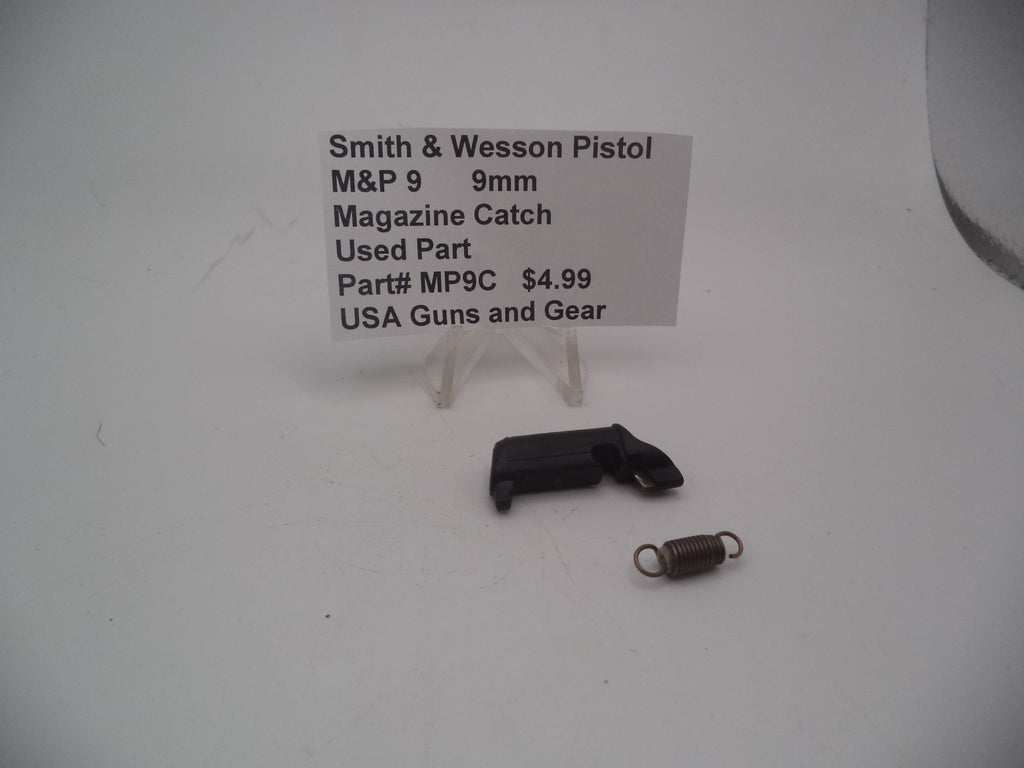 Smith & Wesson Pistol
M&P 9 9mm
Magazine Catch
Used Part
Part# MP9C $4.99
USA Guns and Gear